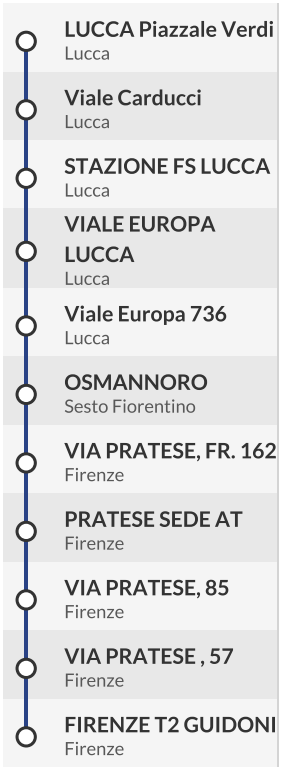 LUCCA Piazzale Verdi
Lucca
Viale Carducci
Lucca
STAZIONE FS LUCCA
Lucca
VIALE EUROPA
LUCCA
Lucca
Viale Europa 736
Lucca
OSMANNORO
Sesto Fiorentino
VIA PRATESE, FR. 162
Firenze
PRATESE SEDE AT
Firenze
VIA PRATESE, 85
Firenze
VIA PRATESE , 57
Firenze
FIRENZE T2 GUIDONI
Firenze